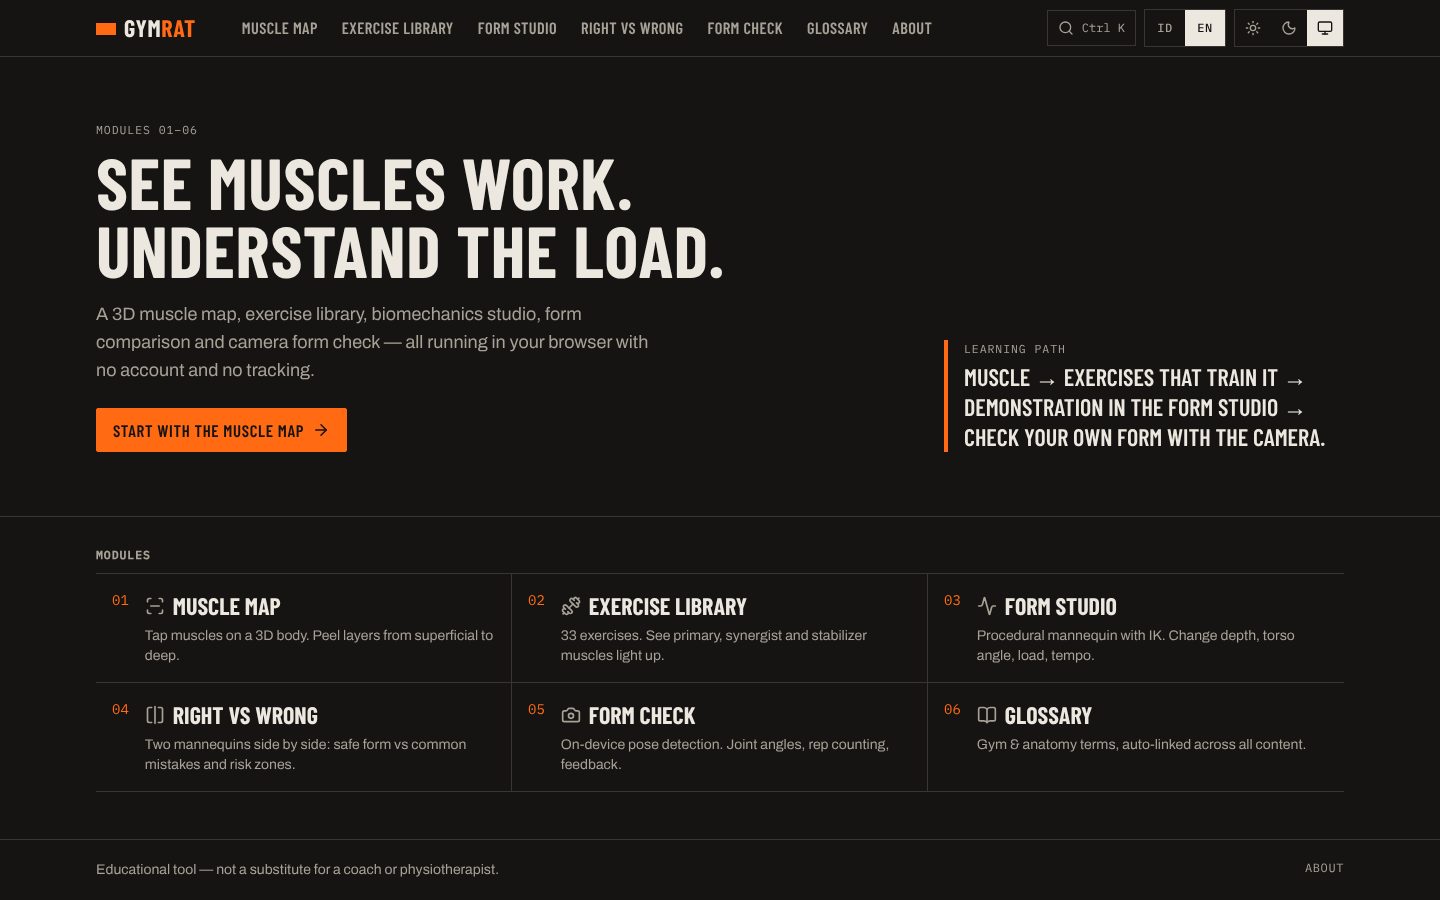 GYMRAT
MUSCLE MAP
EXERCISE LIBRARY
FORM STUDIO
RIGHT VS WRONG
FORM CHECK
GLOSSARY
ABOUT
Ctrl K
ID
EN
MODULES 01–06
SEE MUSCLES WORK.
UNDERSTAND THE LOAD.
A 3D muscle map, exercise library, biomechanics studio, form
comparison and camera form check — all running in your browser with
no account and no tracking.
START WITH THE MUSCLE MAP →
LEARNING PATH
MUSCLE → EXERCISES THAT TRAIN IT →
DEMONSTRATION IN THE FORM STUDIO →
CHECK YOUR OWN FORM WITH THE CAMERA.
MODULES
01 MUSCLE MAP
Tap muscles on a 3D body. Peel layers from superficial to
deep.
02 EXERCISE LIBRARY
33 exercises. See primary, synergist and stabilizer
muscles light up.
03 FORM STUDIO
Procedural mannequin with IK. Change depth, torso
angle, load, tempo.
04 RIGHT VS WRONG
Two mannequins side by side: safe form vs common
mistakes and risk zones.
05 FORM CHECK
On-device pose detection. Joint angles, rep counting,
feedback.
06 GLOSSARY
Gym & anatomy terms, auto-linked across all content.
Educational tool — not a substitute for a coach or physiotherapist.
ABOUT